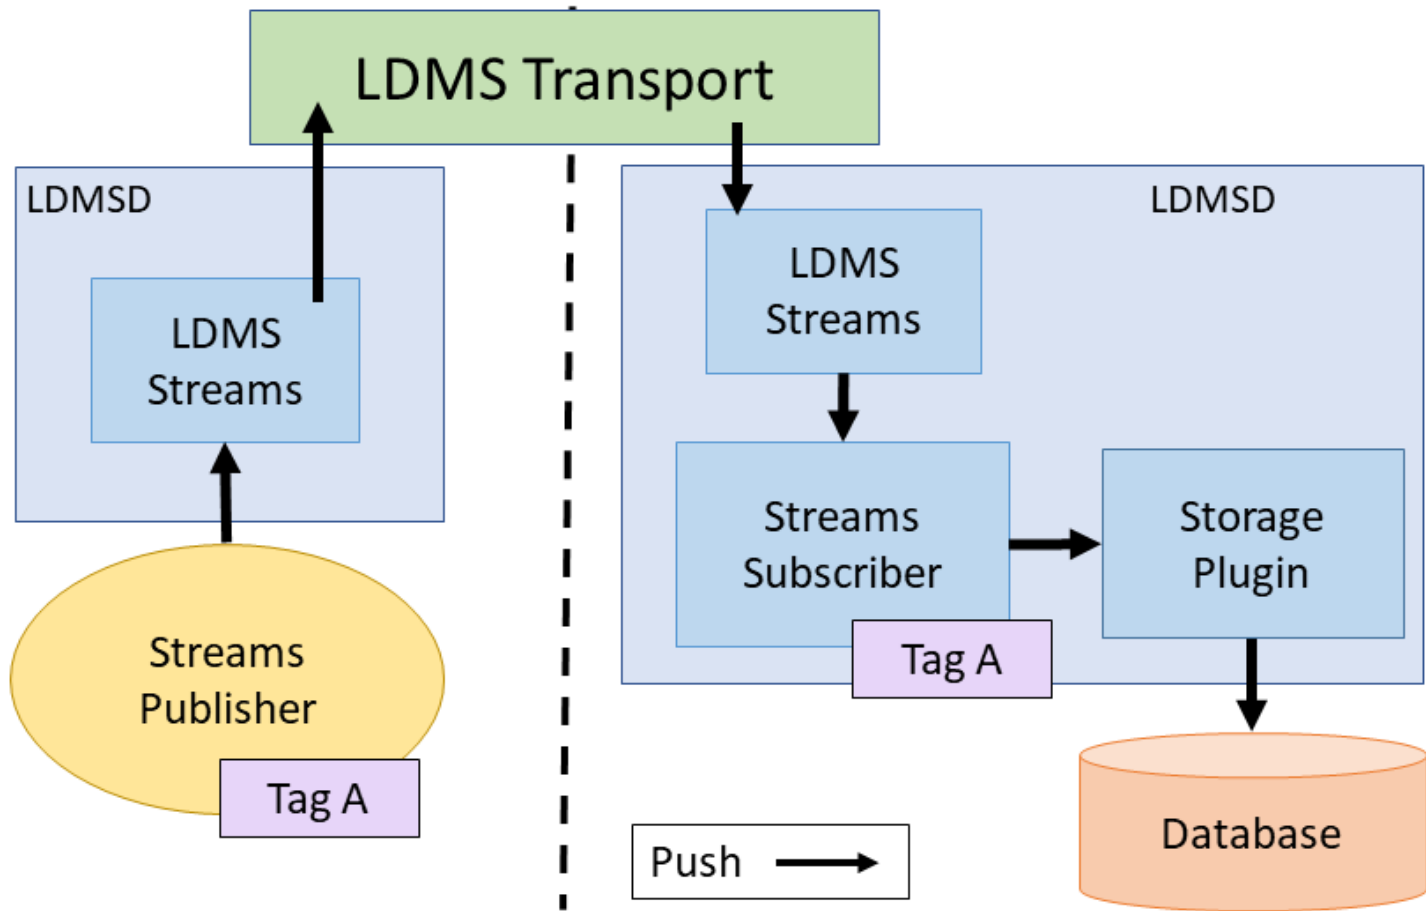 LDMS Transport
LDMSD
LDMS
Streams
Streams
Publisher
Tag A
LDMSD
LDMS
Streams
Streams
Subscriber
Tag A
Storage
Plugin
Database
Push